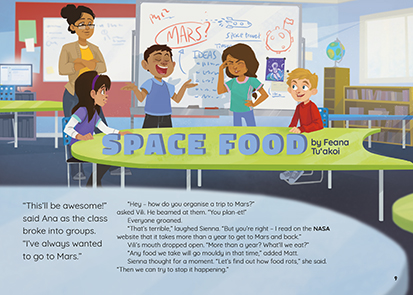 MARS?
IDEAS
space travel
SPACE FOOD
by Feana
Tu'akoi
"This'll be awesome!"
said Ana as the class
broke into groups.
"I've always wanted
to go to Mars."
"Hey – how do you organise a trip to Mars?"
asked Vili. He beamed at them. "You plan-et!"
Everyone groaned.
"That's terrible," laughed Sienna. "But you're right – I read on the NASA
website that it takes more than a year to get to Mars and back."
Vili's mouth dropped open. "More than a year? What'll we eat?"
"Any food we take will go mouldy in that time," added Matt.
Sienna thought for a moment. "Let's find out how food rots," she said.
"Then we can try to stop it happening."